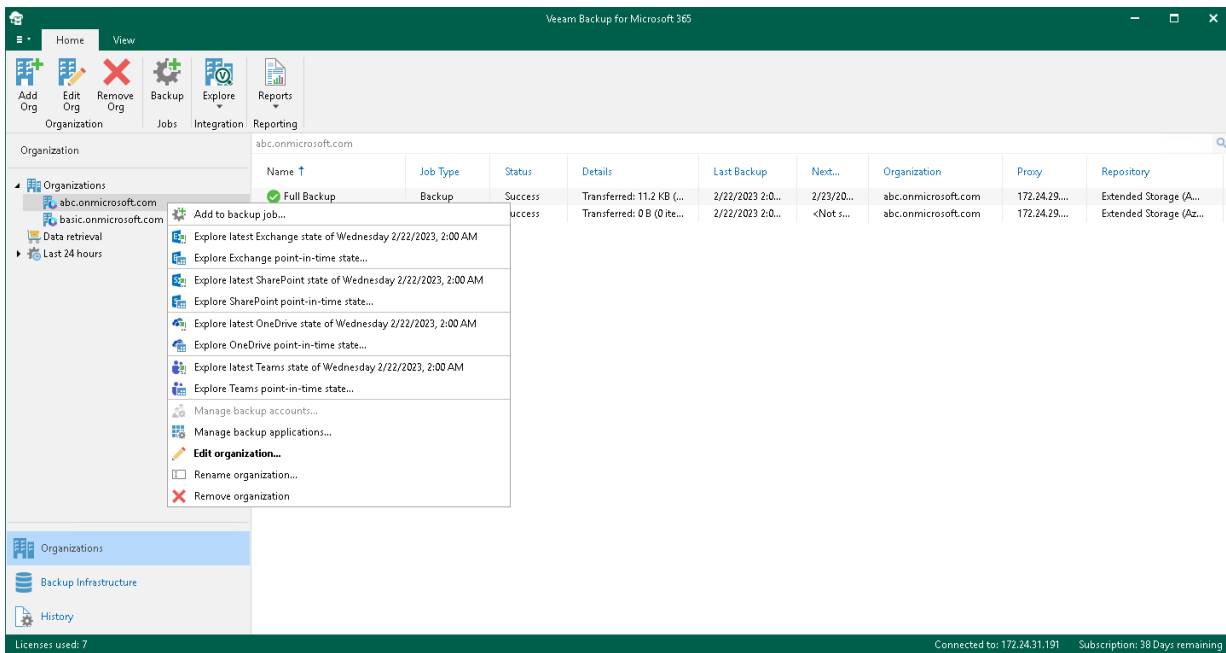 Veeam Backup for Microsoft 365
Home View
Add Org
Edit Org
Remove Org
Backup
Explore
Reports
Organization Jobs Integration Reporting
Organization
abc.onmicrosoft.com
Name Job Type Status Details Last Backup Next... Organization Proxy Repository
Full Backup Backup Success Transferred: 11.2 KB (... 2/22/2023 2:0... 2/23/20... abc.onmicrosoft.com 172.24.29.... Extended Storage (A...
uccess Transferred: 0 B (0 ite... 2/22/2023 2:0... <Not s... abc.onmicrosoft.com 172.24.29.... Extended Storage (Az...
Organizations
abc.onmicrosoft.com
basic.onmicrosoft.com
Data retrieval
Last 24 hours
Add to backup job...
Explore latest Exchange state of Wednesday 2/22/2023, 2:00 AM
Explore Exchange point-in-time state...
Explore latest SharePoint state of Wednesday 2/22/2023, 2:00 AM
Explore SharePoint point-in-time state...
Explore latest OneDrive state of Wednesday 2/22/2023, 2:00 AM
Explore OneDrive point-in-time state...
Explore latest Teams state of Wednesday 2/22/2023, 2:00 AM
Explore Teams point-in-time state...
Manage backup accounts...
Manage backup applications...
Edit organization...
Rename organization...
Remove organization
Organizations
Backup Infrastructure
History
Licenses used: 7
Connected to: 172.24.31.191 Subscription: 38 Days remaining